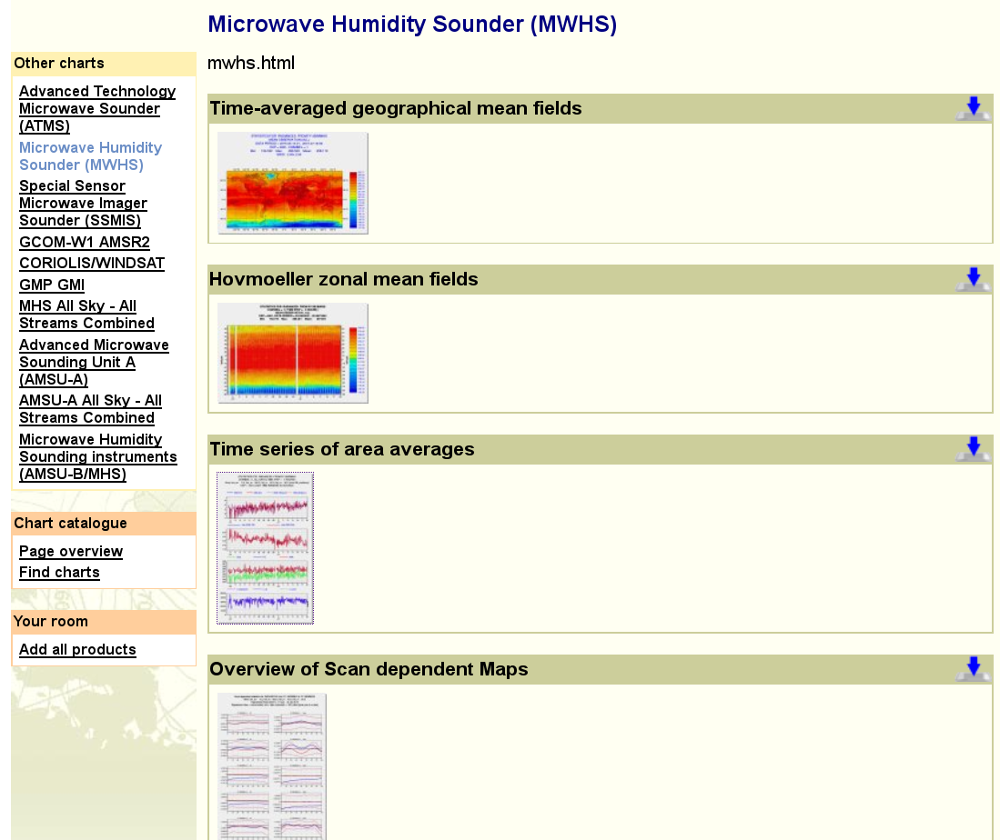 Microwave Humidity Sounder (MWHS)
mwhs.html
Other charts
Advanced Technology
Microwave Sounder
(ATMS)
Microwave Humidity
Sounder (MWHS)
Special Sensor
Microwave Imager
Sounder (SSMIS)
GCOM-W1 AMSR2
CORIOLIS/WINDSAT
GMP GMI
MHS All Sky - All
Streams Combined
Advanced Microwave
Sounding Unit A
(AMSU-A)
AMSU-A All Sky - All
Streams Combined
Microwave Humidity
Sounding instruments
(AMSU-B/MHS)
Chart catalogue
Page overview
Find charts
Your room
Add all products
Time-averaged geographical mean fields
Hovmoeller zonal mean fields
Time series of area averages
Overview of Scan dependent Maps